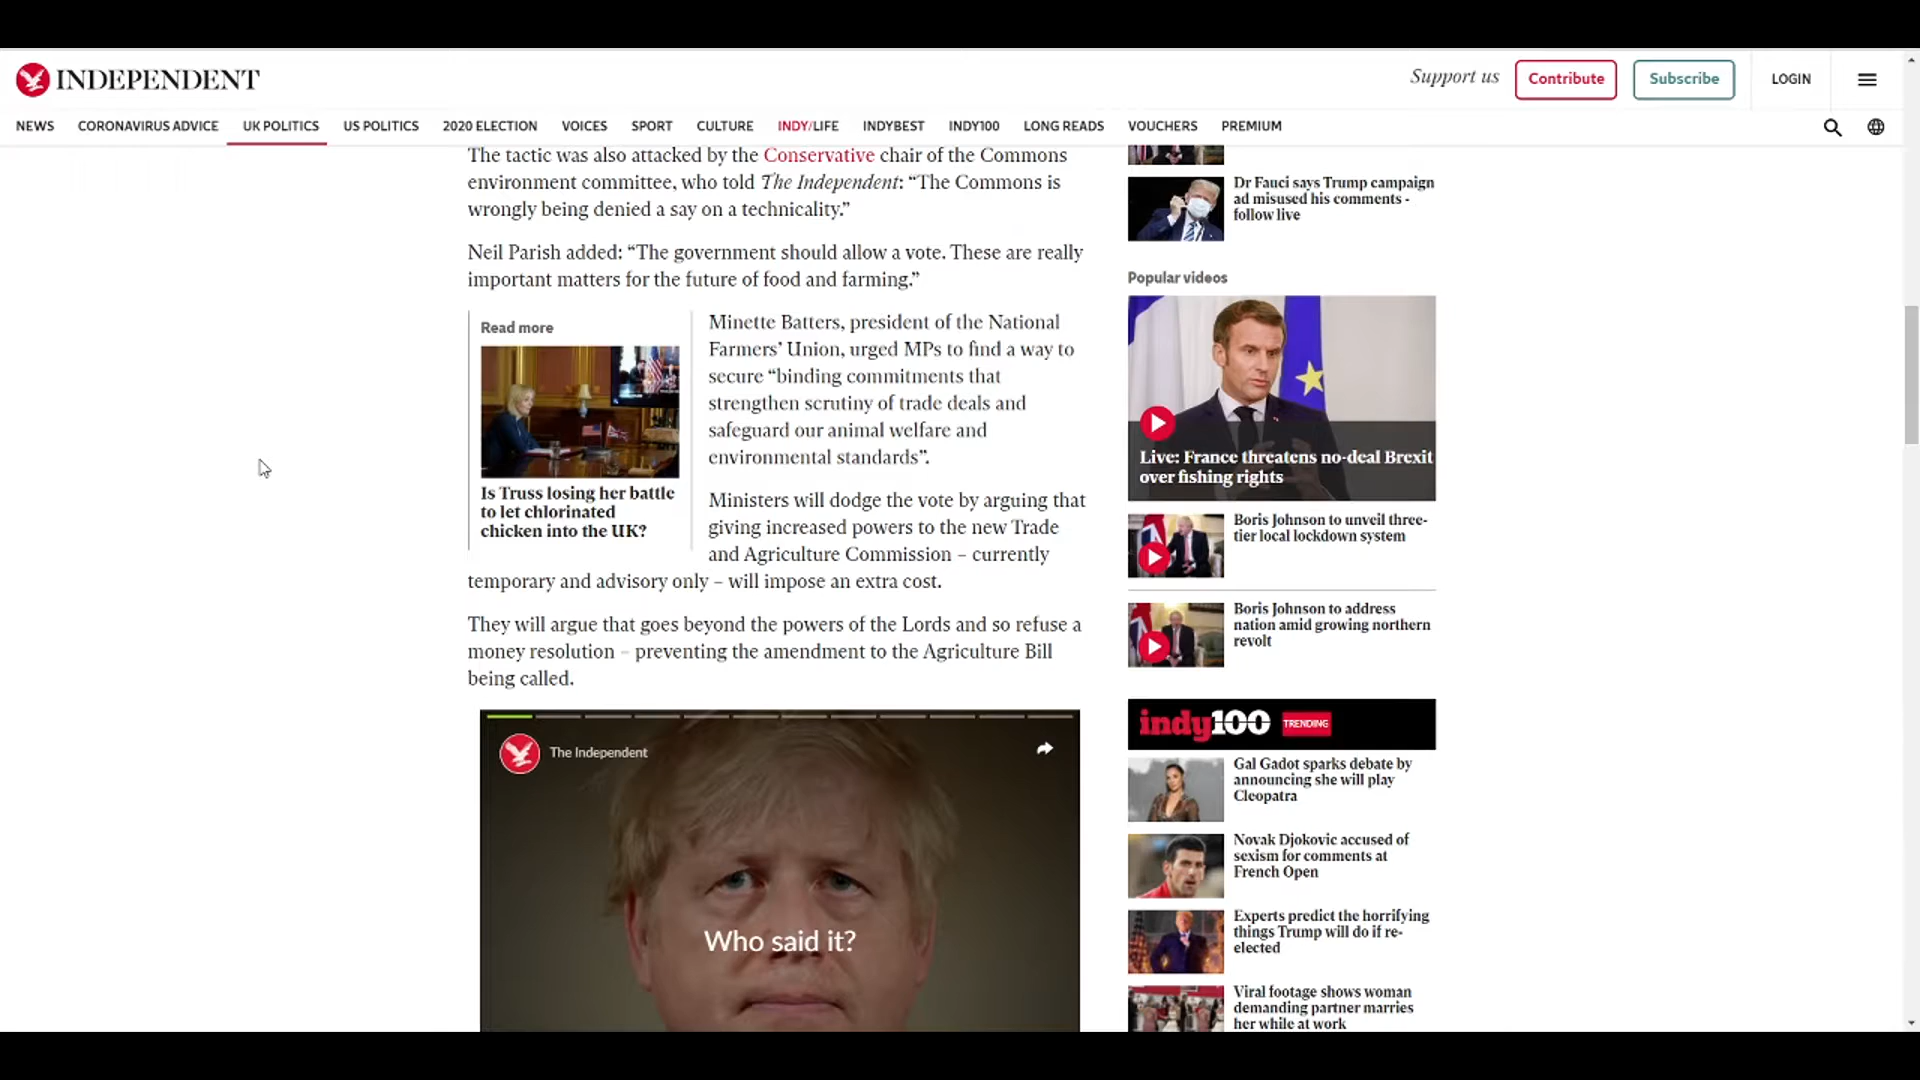 INDEPENDENT
Support us
Contribute
Subscribe
LOGIN
NEWS
CORONAVIRUS ADVICE
UK POLITICS
US POLITICS
2020 ELECTION
VOICES
SPORT
CULTURE
INDY/LIFE
INDYBEST
INDY100
LONG READS
VOUCHERS
PREMIUM
The tactic was also attacked by the Conservative chair of the Commons
environment committee, who told The Independent: “The Commons is
wrongly being denied a say on a technicality.”
Neil Parish added: “The government should allow a vote. These are really
important matters for the future of food and farming.”
Read more
Is Truss losing her battle
to let chlorinated
chicken into the UK?
Minette Batters, president of the National
Farmers’ Union, urged MPs to find a way to
secure “binding commitments that
strengthen scrutiny of trade deals and
safeguard our animal welfare and
environmental standards”.
Ministers will dodge the vote by arguing that
giving increased powers to the new Trade
and Agriculture Commission – currently
temporary and advisory only – will impose an extra cost.
They will argue that goes beyond the powers of the Lords and so refuse a
money resolution – preventing the amendment to the Agriculture Bill
being called.
The Independent
Who said it?
Dr Fauci says Trump campaign
ad misused his comments -
follow live
Popular videos
Live: France threatens no-deal Brexit
over fishing rights
Boris Johnson to unveil three-
tier local lockdown system
Boris Johnson to address
nation amid growing northern
revolt
indy100 TRENDING
Gal Gadot sparks debate by
announcing she will play
Cleopatra
Novak Djokovic accused of
sexism for comments at
French Open
Experts predict the horrifying
things Trump will do if re-
elected
Viral footage shows woman
demanding partner marries
her while at work